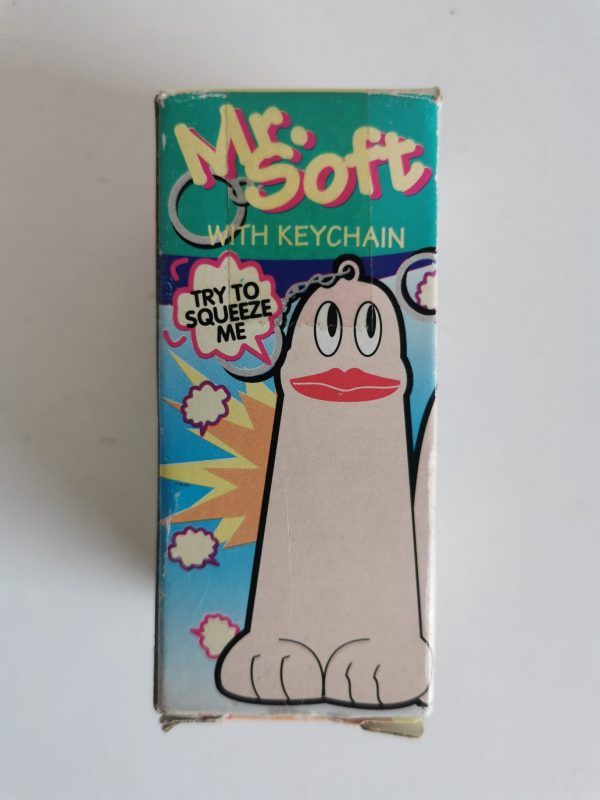 Mr.
Soft
WITH KEYCHAIN
TRY TO
SQUEEZE
ME